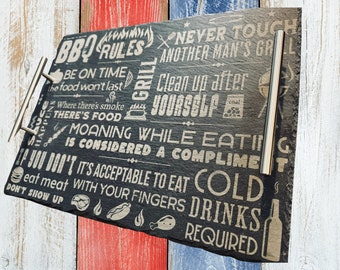 BBQ RULES
NEVER TOUCH
ANOTHER MAN'S GRILL
BE ON TIME
the food won't last
GRILL
Clean up after
YOURSELF
Where there's smoke
THERE'S FOOD
MOANING WHILE EATING
IS CONSIDERED A COMPLIMENT
IF YOU DON'T
eat meat
DON'T SHOW UP
IT'S ACCEPTABLE TO EAT
WITH YOUR FINGERS
COLD
DRINKS
REQUIRED